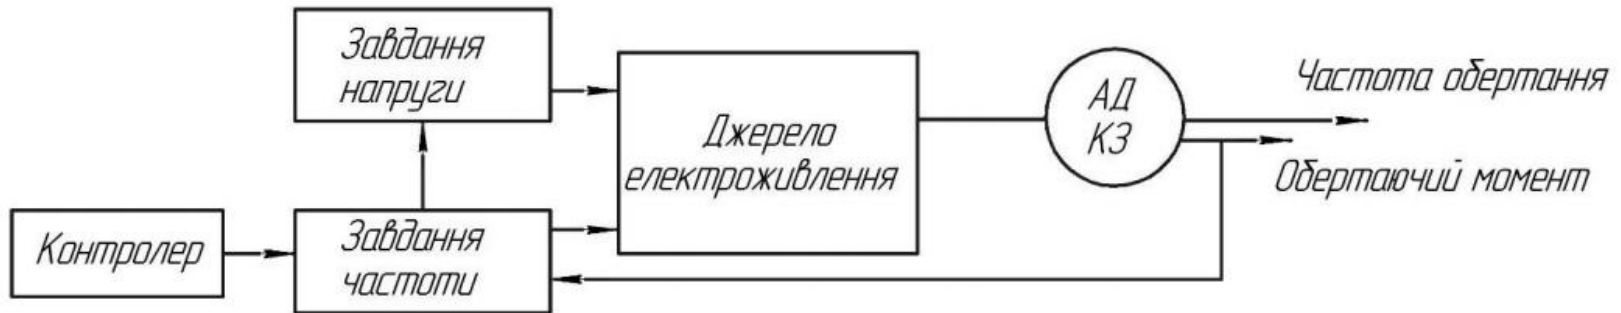 Завдання
напруги
Джерело
електроживлення
АД
КЗ
Частота обертання
Обертаючий момент
Контролер
Завдання
частоти